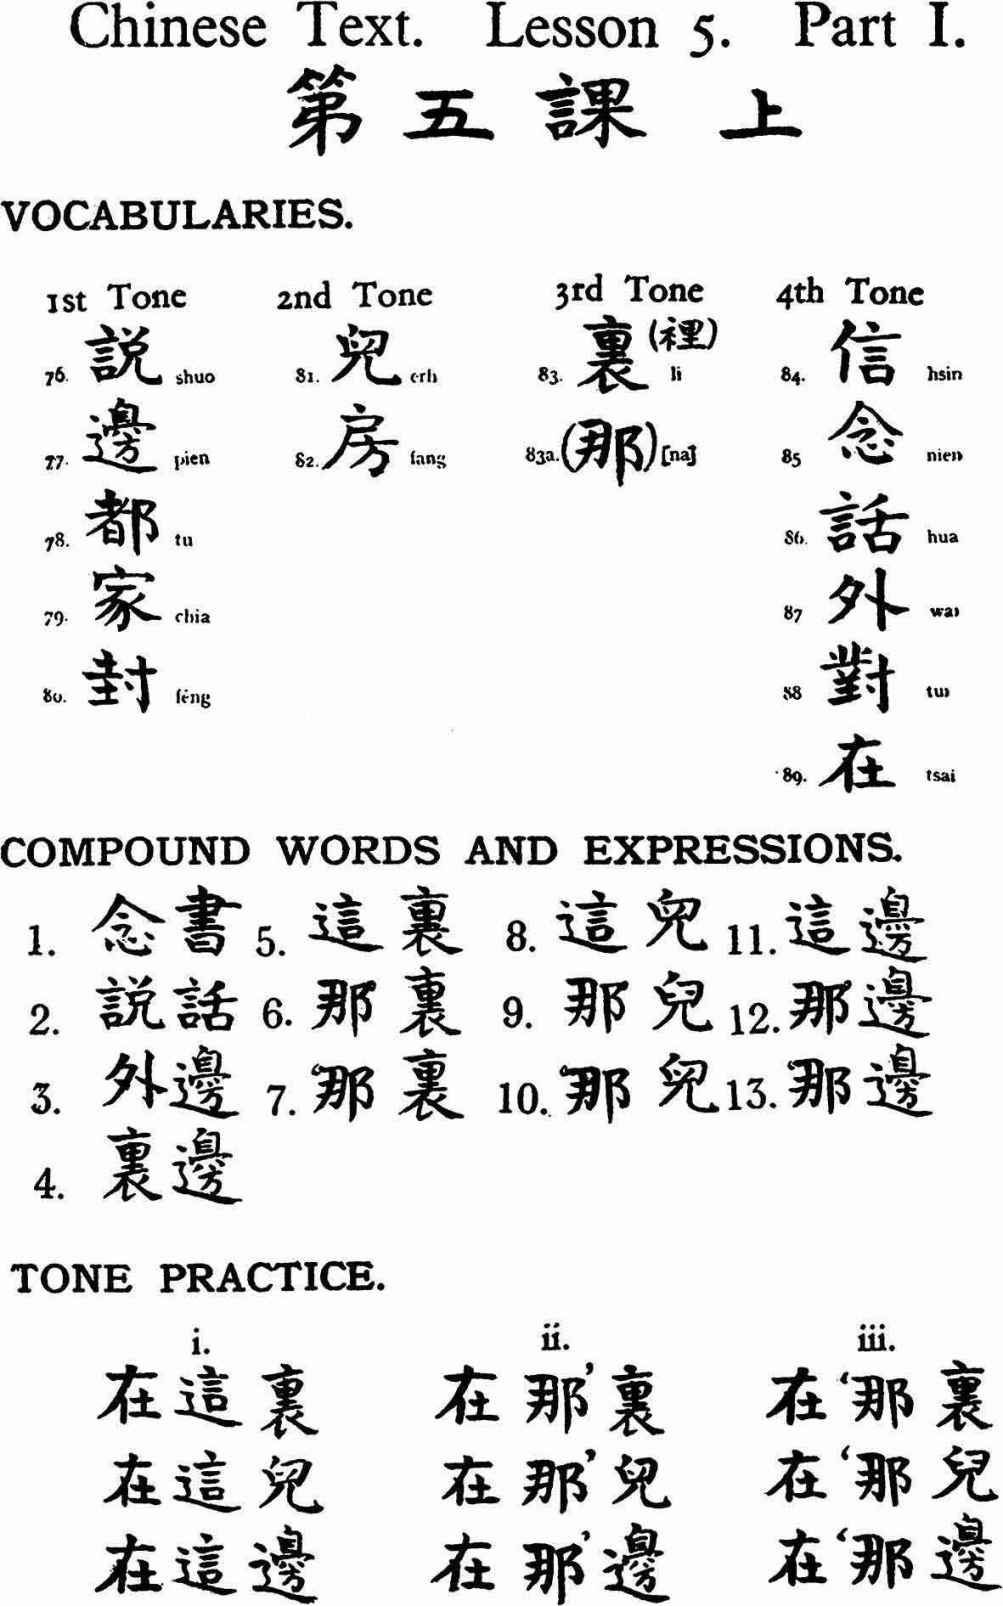 Chinese Text. Lesson 5. Part I.
第五課 上
VOCABULARIES.
1st Tone 2nd Tone 3rd Tone 4th Tone
76. 説 shuo 81. 兒 erh 83. 裏(裡) li 84. 信 hsin
77. 邊 pien 82. 房 fang 83a. (那) [na] 85 念 nien
78. 都 tu 86. 話 hua
79. 家 chia 87 外 wai
80. 封 fêng 88 對 tui
89. 在 tsai
COMPOUND WORDS AND EXPRESSIONS.
1. 念書 5. 這裏 8. 這兒 11. 這邊
2. 説話 6. 那裏 9. 那兒 12. 那邊
3. 外邊 7. ‘那裏 10. ‘那兒 13. ‘那邊
4. 裏邊
TONE PRACTICE.
i. ii. iii.
在這裏 在那’裏 在‘那裏
在這兒 在那’兒 在‘那兒
在這邊 在那’邊 在‘那邊